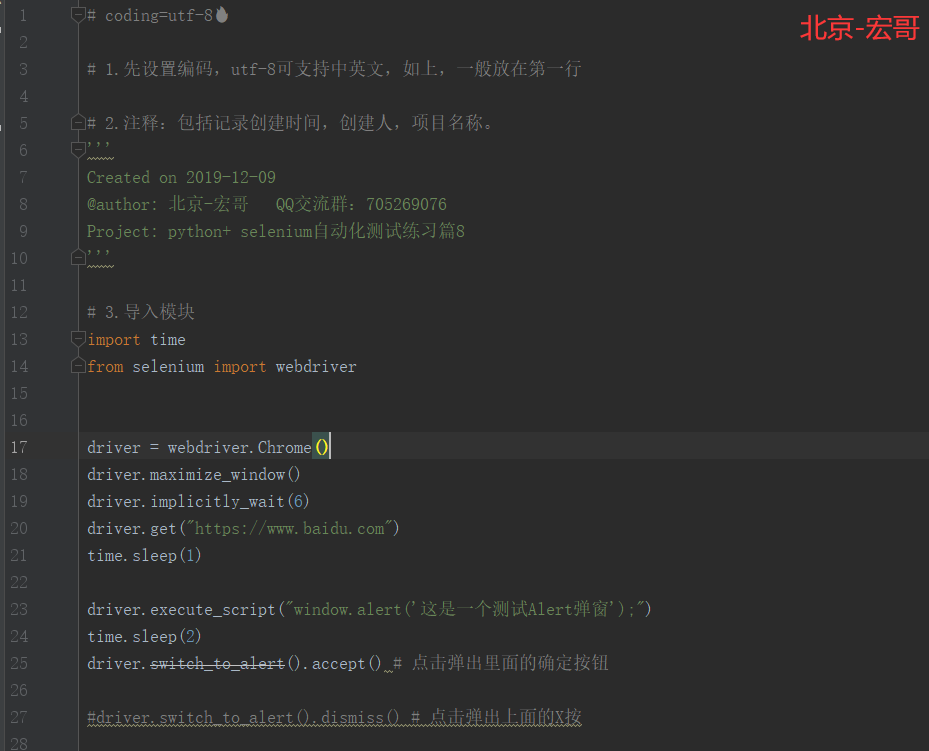 北京-宏哥
1 # coding=utf-8
2
3 # 1.先设置编码，utf-8可支持中英文，如上，一般放在第一行
4
5 # 2.注释：包括记录创建时间，创建人，项目名称。
6 '''
7 Created on 2019-12-09
8 @author: 北京-宏哥   QQ交流群：705269076
9 Project: python+ selenium自动化测试练习篇8
10 '''
11
12 # 3.导入模块
13 import time
14 from selenium import webdriver
15
16
17 driver = webdriver.Chrome()
18 driver.maximize_window()
19 driver.implicitly_wait(6)
20 driver.get("https://www.baidu.com")
21 time.sleep(1)
22
23 driver.execute_script("window.alert('这是一个测试Alert弹窗');")
24 time.sleep(2)
25 driver.switch_to_alert().accept() # 点击弹出里面的确定按钮
26
27 #driver.switch_to_alert().dismiss() # 点击弹出上面的X按
28